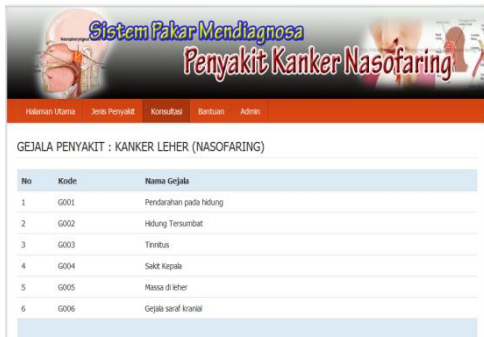 Sistem Pakar Mendiagnosa
Penyakit Kanker Nasofaring
Halaman Utama Jenis Penyakit Konsultasi Bantuan Admin
GEJALA PENYAKIT : KANKER LEHER (NASOFARING)
No Kode Nama Gejala
1 G001 Pendarahan pada hidung
2 G002 Hidung Tersumbat
3 G003 Tinnitus
4 G004 Sakit Kepala
5 G005 Massa di leher
6 G006 Gejala saraf kranial